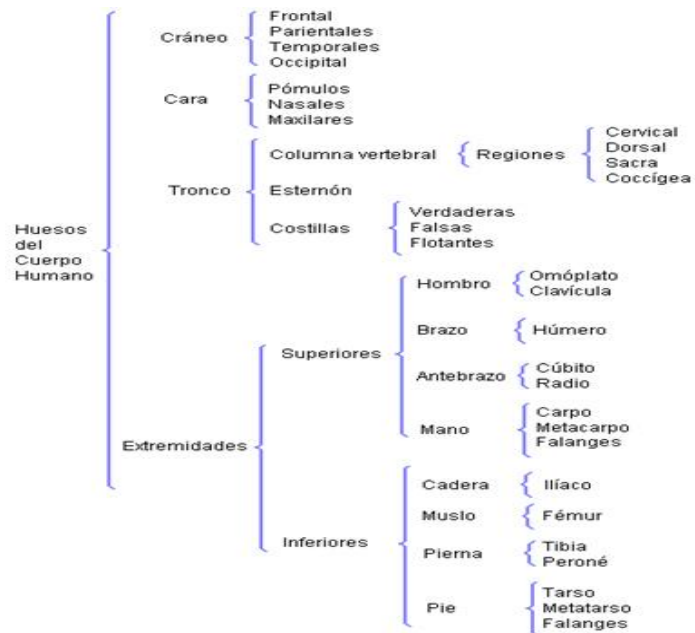 Huesos
del
Cuerpo
Humano
Cráneo
Frontal
Parientales
Temporales
Occipital
Cara
Pómulos
Nasales
Maxilares
Tronco
Columna vertebral
Regiones
Cervical
Dorsal
Sacra
Coccígea
Esternón
Costillas
Verdaderas
Falsas
Flotantes
Extremidades
Superiores
Hombro
Omóplato
Clavícula
Brazo
Húmero
Antebrazo
Cúbito
Radio
Mano
Carpo
Metacarpo
Falanges
Inferiores
Cadera
Ilíaco
Muslo
Fémur
Pierna
Tibia
Peroné
Pie
Tarso
Metatarso
Falanges